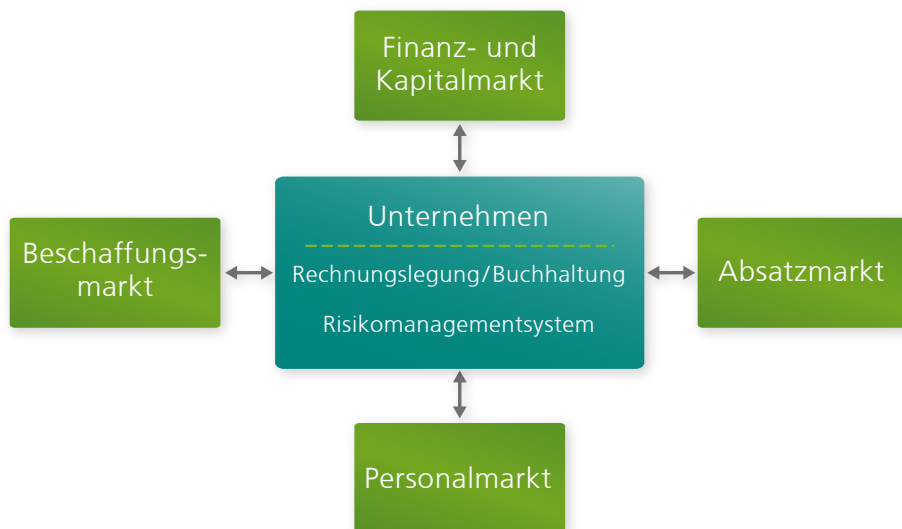 Finanz- und
Kapitalmarkt
Unternehmen
Rechnungslegung/Buchhaltung
Risikomanagementsystem
Beschaffungs-
markt
Absatzmarkt
Personalmarkt